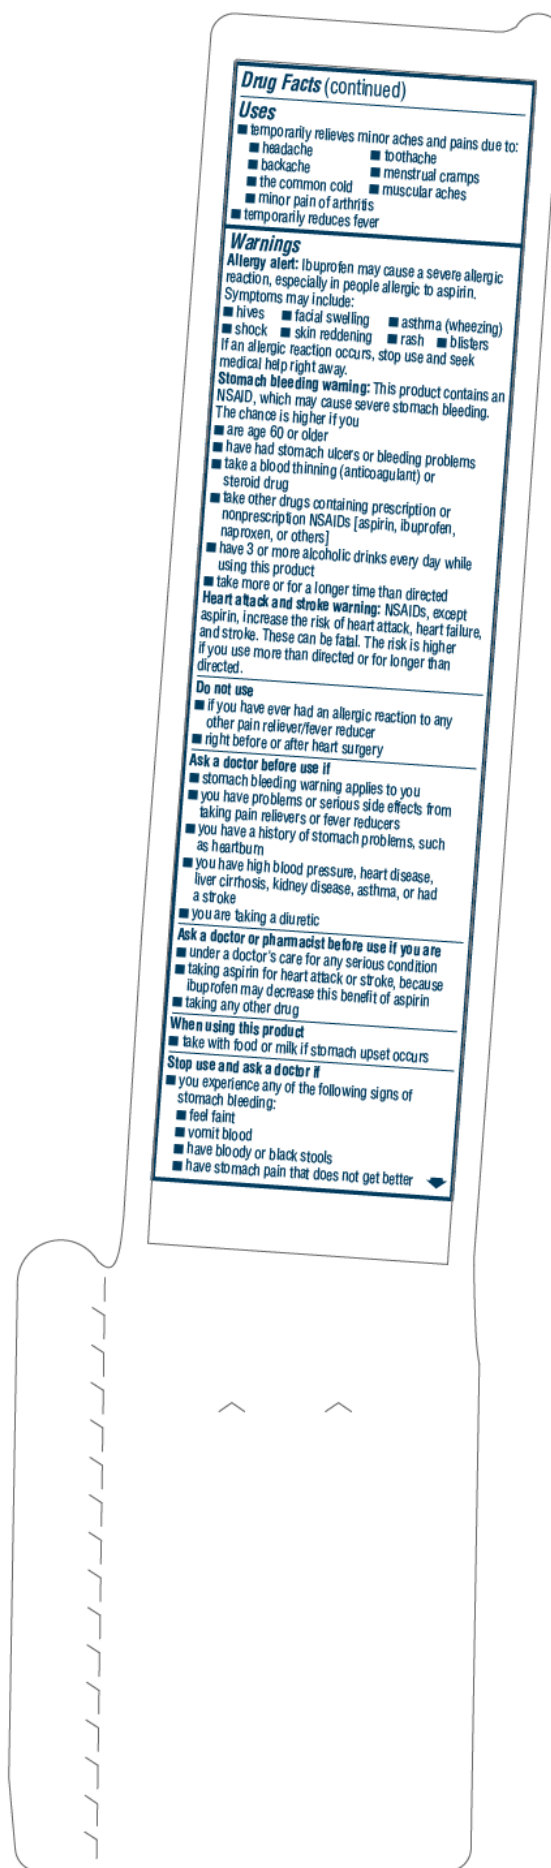 Drug Facts (continued)
Uses
■ temporarily relieves minor aches and pains due to:
■ headache ■ toothache
■ backache ■ menstrual cramps
■ the common cold ■ muscular aches
■ minor pain of arthritis
■ temporarily reduces fever
Warnings
Allergy alert: Ibuprofen may cause a severe allergic
reaction, especially in people allergic to aspirin.
Symptoms may include:
■ hives ■ facial swelling ■ asthma (wheezing)
■ shock ■ skin reddening ■ rash ■ blisters
If an allergic reaction occurs, stop use and seek
medical help right away.
Stomach bleeding warning: This product contains an
NSAID, which may cause severe stomach bleeding.
The chance is higher if you
■ are age 60 or older
■ have had stomach ulcers or bleeding problems
■ take a blood thinning (anticoagulant) or
steroid drug
■ take other drugs containing prescription or
nonprescription NSAIDs [aspirin, ibuprofen,
naproxen, or others]
■ have 3 or more alcoholic drinks every day while
using this product
■ take more or for a longer time than directed
Heart attack and stroke warning: NSAIDs, except
aspirin, increase the risk of heart attack, heart failure,
and stroke. These can be fatal. The risk is higher
if you use more than directed or for longer than
directed.
Do not use
■ if you have ever had an allergic reaction to any
other pain reliever/fever reducer
■ right before or after heart surgery
Ask a doctor before use if
■ stomach bleeding warning applies to you
■ you have problems or serious side effects from
taking pain relievers or fever reducers
■ you have a history of stomach problems, such
as heartburn
■ you have high blood pressure, heart disease,
liver cirrhosis, kidney disease, asthma, or had
a stroke
■ you are taking a diuretic
Ask a doctor or pharmacist before use if you are
■ under a doctor's care for any serious condition
■ taking aspirin for heart attack or stroke, because
ibuprofen may decrease this benefit of aspirin
■ taking any other drug
When using this product
■ take with food or milk if stomach upset occurs
Stop use and ask a doctor if
■ you experience any of the following signs of
stomach bleeding:
■ feel faint
■ vomit blood
■ have bloody or black stools
■ have stomach pain that does not get better